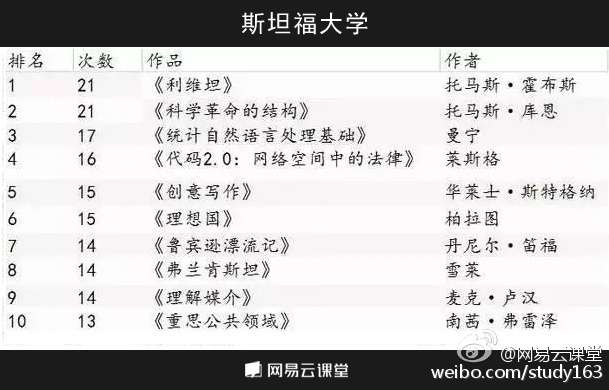 斯坦福大学
排名 次数 作品 作者
1 21 《利维坦》 托马斯·霍布斯
2 21 《科学革命的结构》 托马斯·库恩
3 17 《统计自然语言处理基础》 曼宁
4 16 《代码2.0：网络空间中的法律》 莱斯格
5 15 《创意写作》 华莱士·斯特格纳
6 15 《理想国》 柏拉图
7 14 《鲁宾逊漂流记》 丹尼尔·笛福
8 14 《弗兰肯斯坦》 雪莱
9 14 《理解媒介》 麦克·卢汉
10 13 《重思公共领域》 南茜·弗雷泽
网易云课堂
@网易云课堂
weibo.com/study163